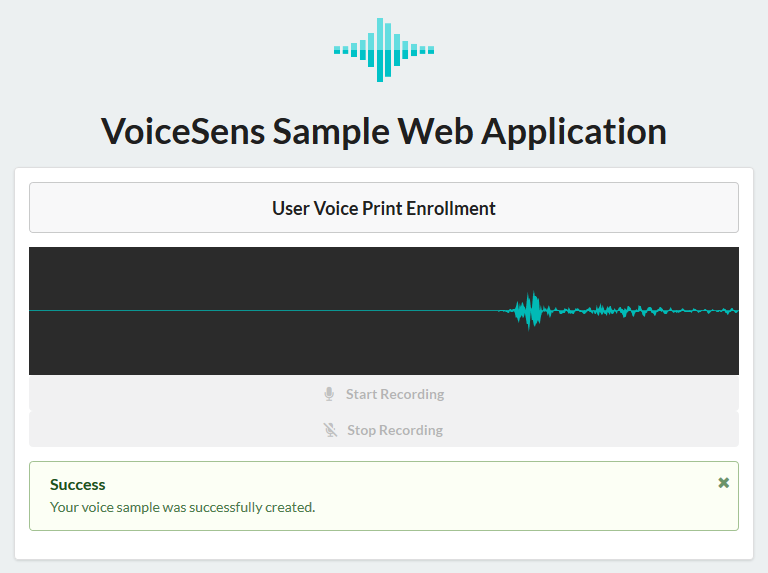 VoiceSens Sample Web Application
User Voice Print Enrollment
Start Recording
Stop Recording
Success
Your voice sample was successfully created.